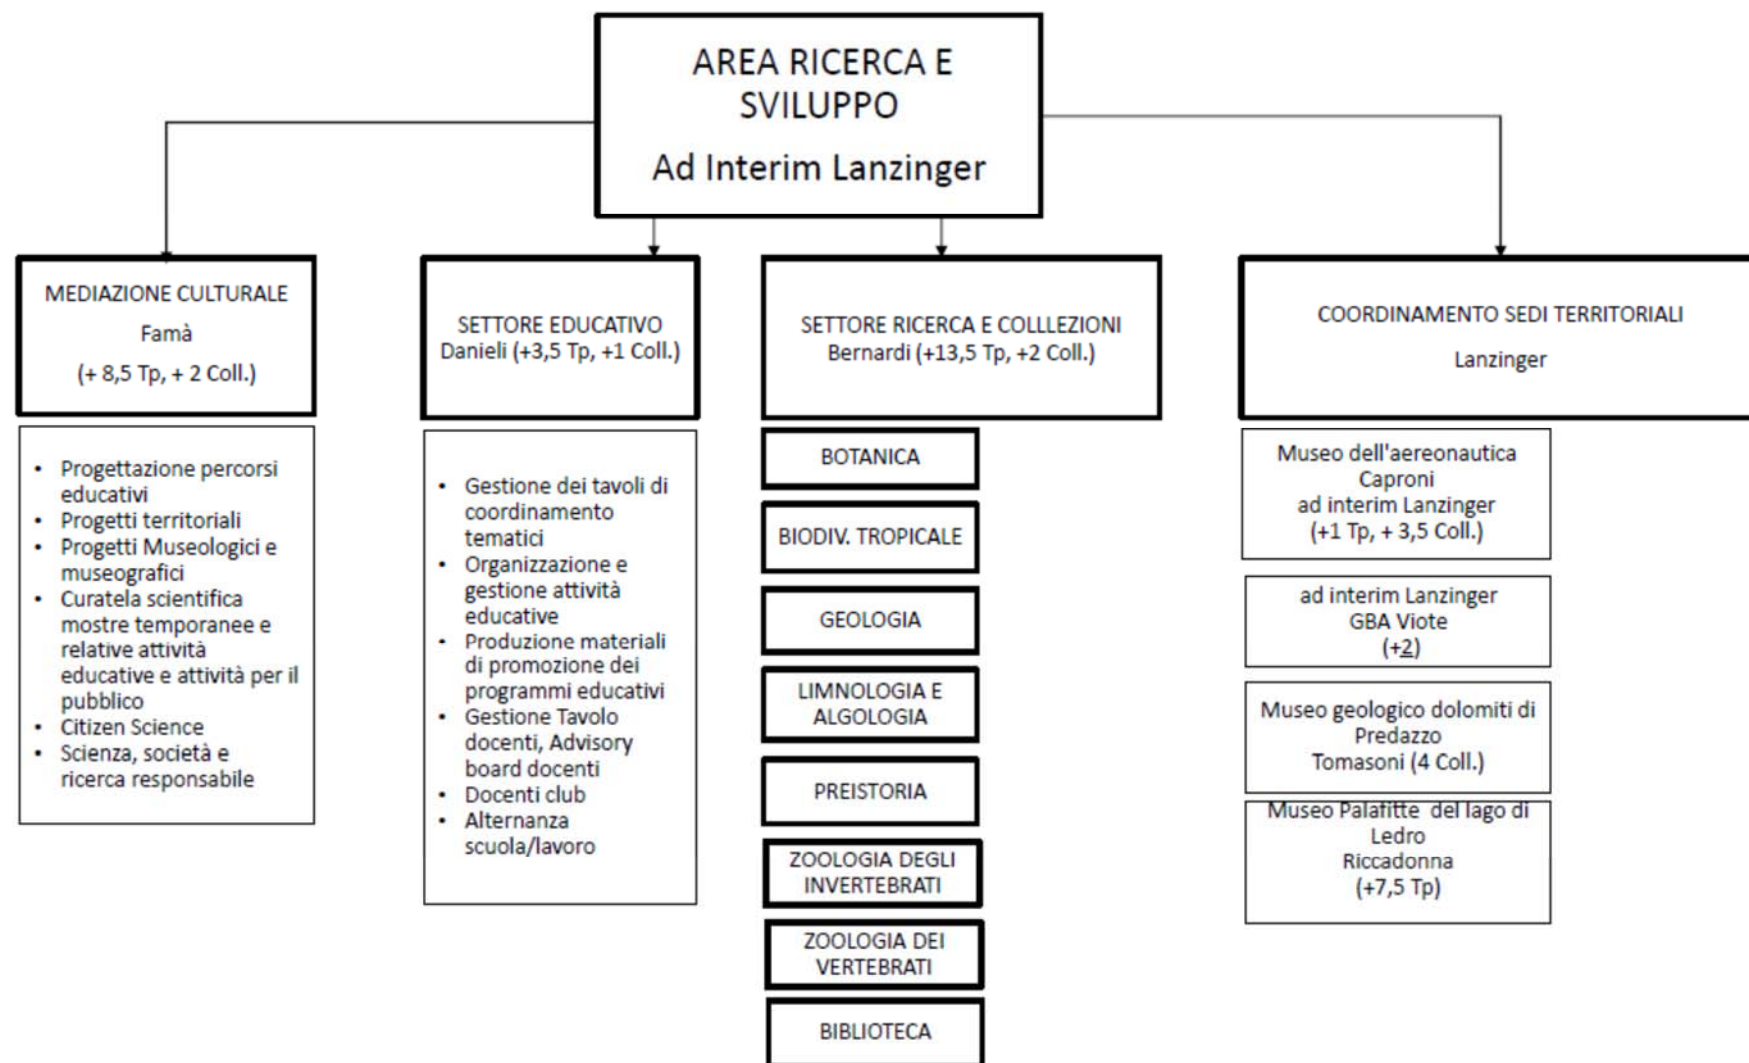 AREA RICERCA E
SVILUPPO
Ad Interim Lanzinger
MEDIAZIONE CULTURALE
Famà
(+ 8,5 Tp, + 2 Coll.)
• Progettazione percorsi
educativi
• Progetti territoriali
• Progetti Museologici e
museografici
• Curatela scientifica
mostre temporanee e
relative attività
educative e attività per il
pubblico
• Citizen Science
• Scienza, società e
ricerca responsabile
SETTORE EDUCATIVO
Danieli (+3,5 Tp, +1 Coll.)
• Gestione dei tavoli di
coordinamento
tematici
• Organizzazione e
gestione attività
educative
• Produzione materiali
di promozione dei
programmi educativi
• Gestione Tavolo
docenti, Advisory
board docenti
• Docenti club
• Alternanza
scuola/lavoro
SETTORE RICERCA E COLLLEZIONI
Bernardi (+13,5 Tp, +2 Coll.)
BOTANICA
BIODIV. TROPICALE
GEOLOGIA
LIMNOLOGIA E
ALGOLOGIA
PREISTORIA
ZOOLOGIA DEGLI
INVERTEBRATI
ZOOLOGIA DEI
VERTEBRATI
BIBLIOTECA
COORDINAMENTO SEDI TERRITORIALI
Lanzinger
Museo dell'aereonautica
Caproni
ad interim Lanzinger
(+1 Tp, + 3,5 Coll.)
ad interim Lanzinger
GBA Viote
(+2)
Museo geologico dolomiti di
Predazzo
Tomasoni (4 Coll.)
Museo Palafitte del lago di
Ledro
Riccadonna
(+7,5 Tp)